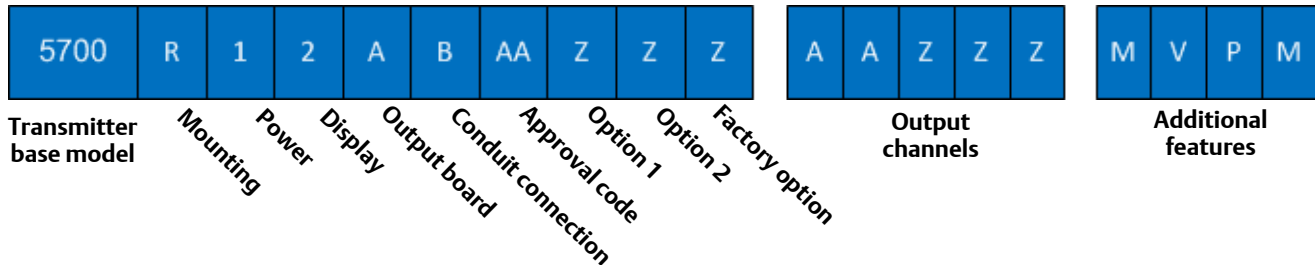 5700 R 1 2 A B AA Z Z Z A A Z Z Z M V P M
Transmitter
base model
Mounting
Power
Display
Output board
Conduit connection
Approval code
Option 1
Option 2
Factory option
Output
channels
Additional
features